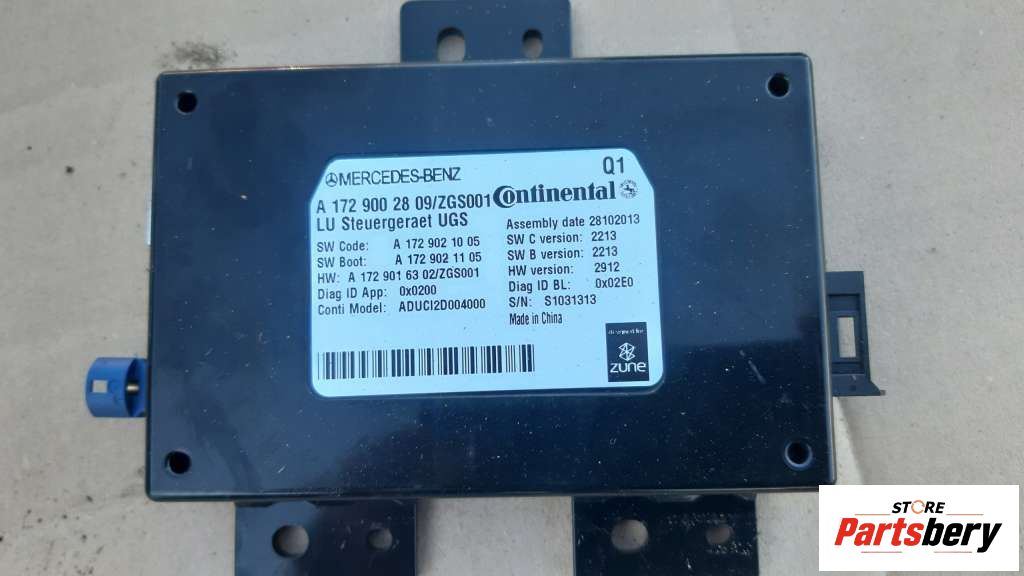 MERCEDES-BENZ
Q1
A 172 900 28 09/ZGS001
Continental
LU Steuergeraet UGS
SW Code: A 172 902 10 05
SW Boot: A 172 902 11 05
HW: A 172 901 63 02/ZGS001
Diag ID App: 0x0200
Conti Model: ADUCI2D004000
Assembly date 28102013
SW C version: 2213
SW B version: 2213
HW version: 2912
Diag ID BL: 0x02E0
S/N: S1031313
Made in China
zune
STORE
Partsbery